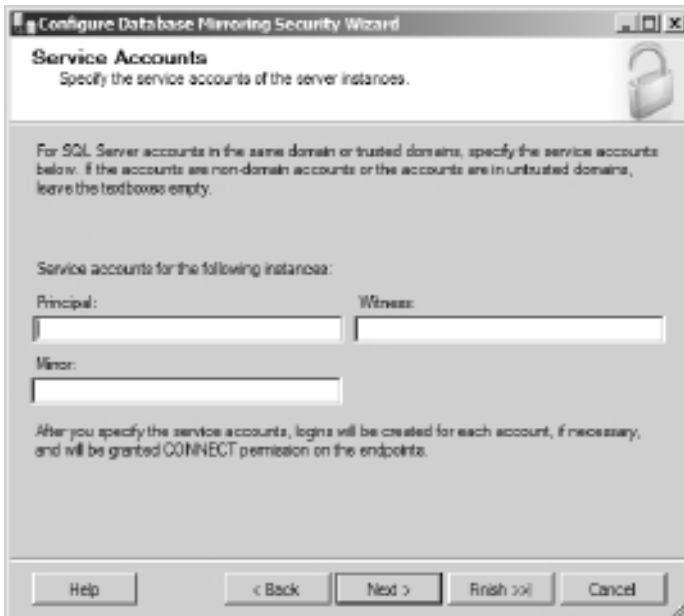 Configure Database Mirroring Security Wizard
Service Accounts
Specify the service accounts of the server instances.
For SQL Server accounts in the same domain or trusted domains, specify the service accounts
below. If the accounts are non-domain accounts or the accounts are in untrusted domains,
leave the textboxes empty.
Service accounts for the following instances:
Principal: Witness:
Mirror:
After you specify the service accounts, logins will be created for each account, if necessary,
and will be granted CONNECT permission on the endpoints.
Help < Back Next > Finish >>| Cancel